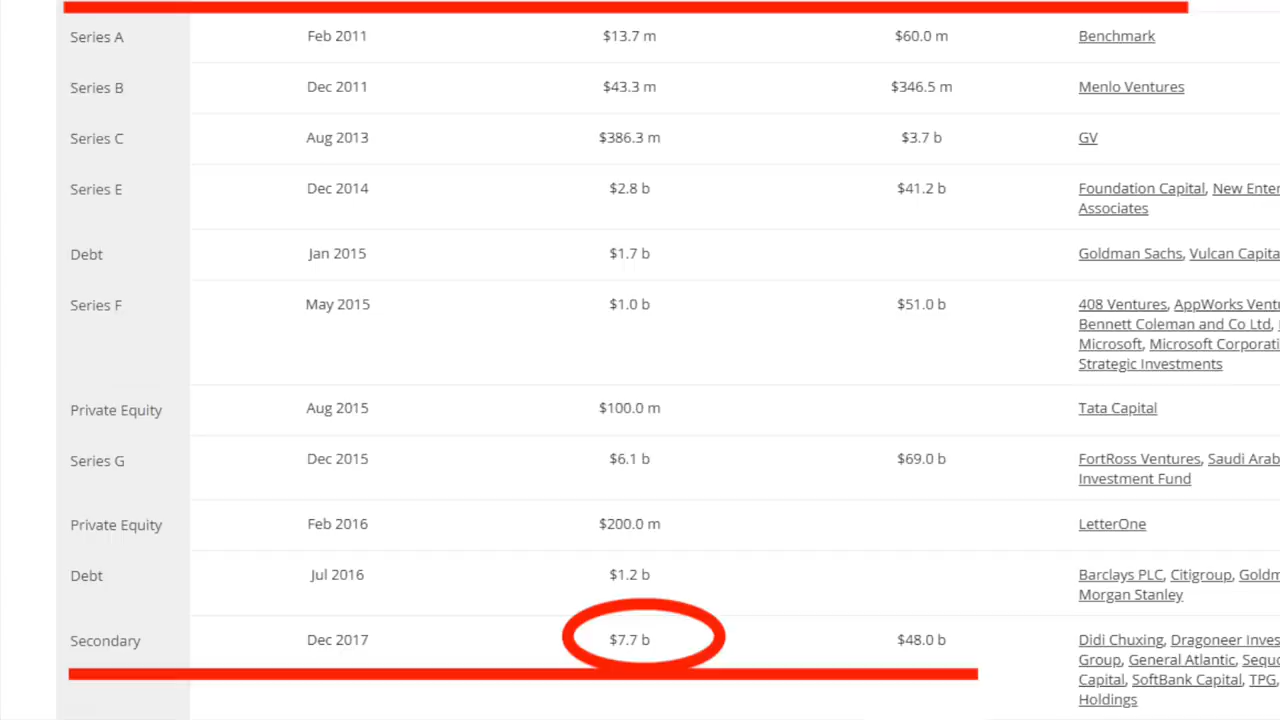 Series A Feb 2011 $13.7 m $60.0 m Benchmark
Series B Dec 2011 $43.3 m $346.5 m Menlo Ventures
Series C Aug 2013 $386.3 m $3.7 b GV
Series E Dec 2014 $2.8 b $41.2 b Foundation Capital, New Enter
Associates
Debt Jan 2015 $1.7 b Goldman Sachs, Vulcan Capita
Series F May 2015 $1.0 b $51.0 b 408 Ventures, AppWorks Ventu
Bennett Coleman and Co Ltd,
Microsoft, Microsoft Corporati
Strategic Investments
Private Equity Aug 2015 $100.0 m Tata Capital
Series G Dec 2015 $6.1 b $69.0 b FortRoss Ventures, Saudi Arab
Investment Fund
Private Equity Feb 2016 $200.0 m LetterOne
Debt Jul 2016 $1.2 b Barclays PLC, Citigroup, Goldm
Morgan Stanley
Secondary Dec 2017 $7.7 b $48.0 b Didi Chuxing, Dragoneer Inves
Group, General Atlantic, Sequo
Capital, SoftBank Capital, TPG,
Holdings